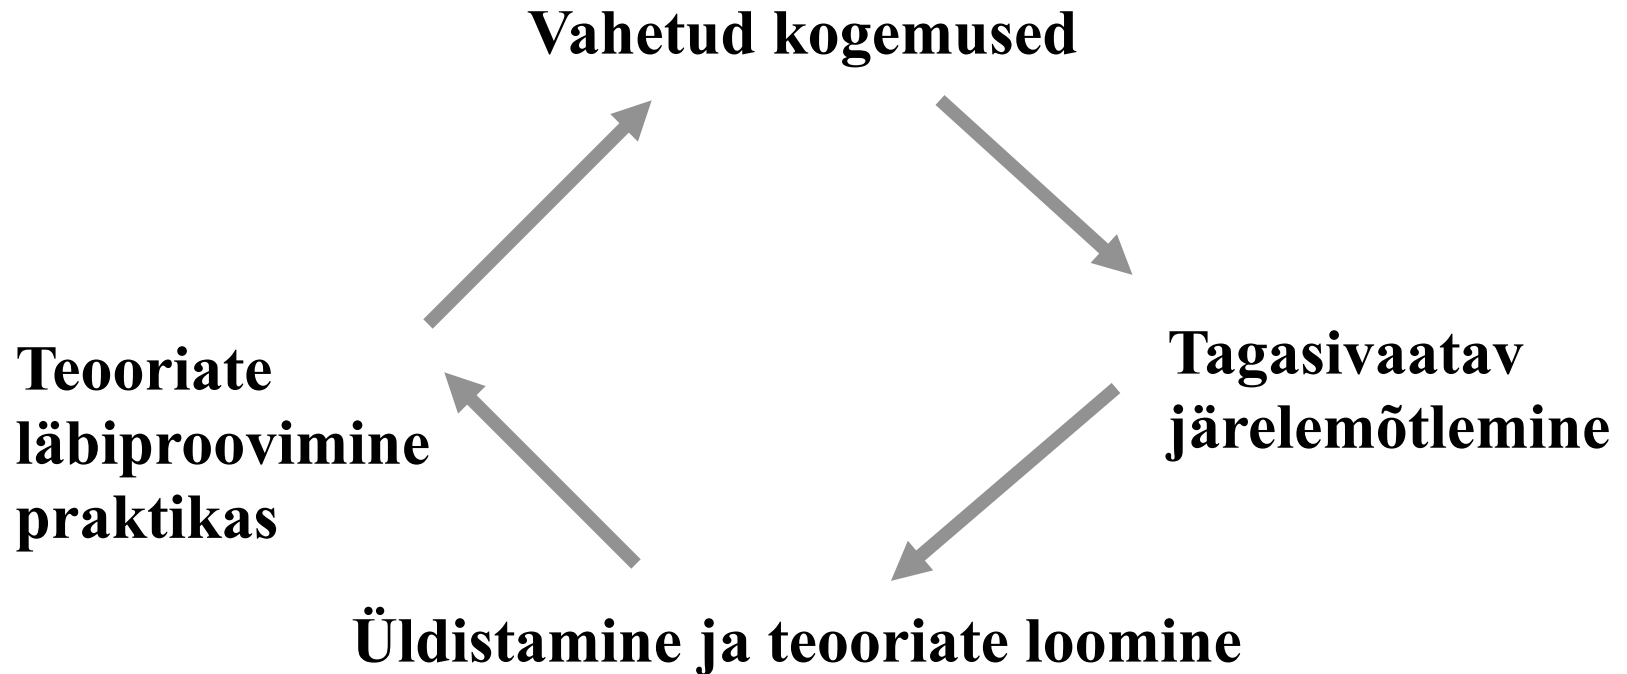 Vahetud kogemused
Tagasivaatav
järelemõtlemine
Teooriate
läbiproovimine
praktikas
Üldistamine ja teooriate loomine